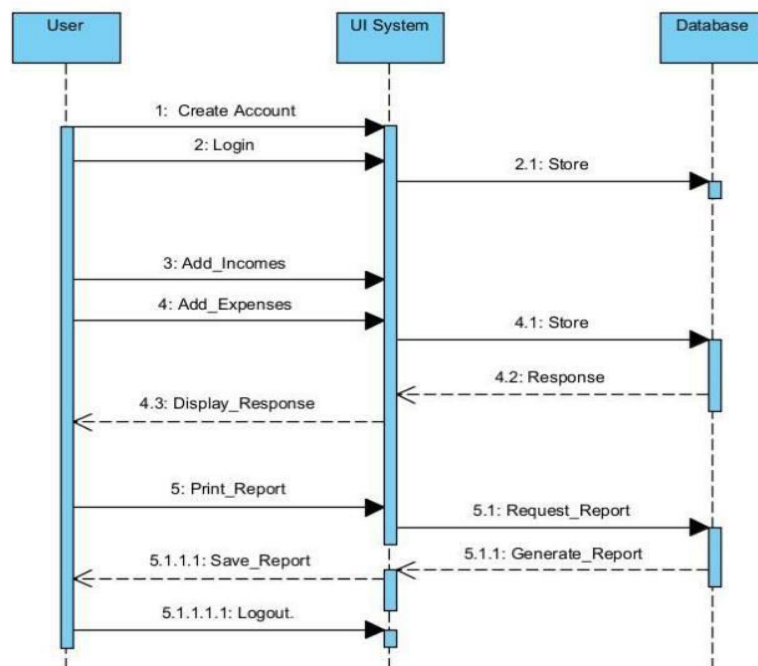 User
UI System
Database
1: Create Account
2: Login
2.1: Store
3: Add_Incomes
4: Add_Expenses
4.1: Store
4.2: Response
4.3: Display_Response
5: Print_Report
5.1: Request_Report
5.1.1: Generate_Report
5.1.1.1: Save_Report
5.1.1.1.1: Logout.